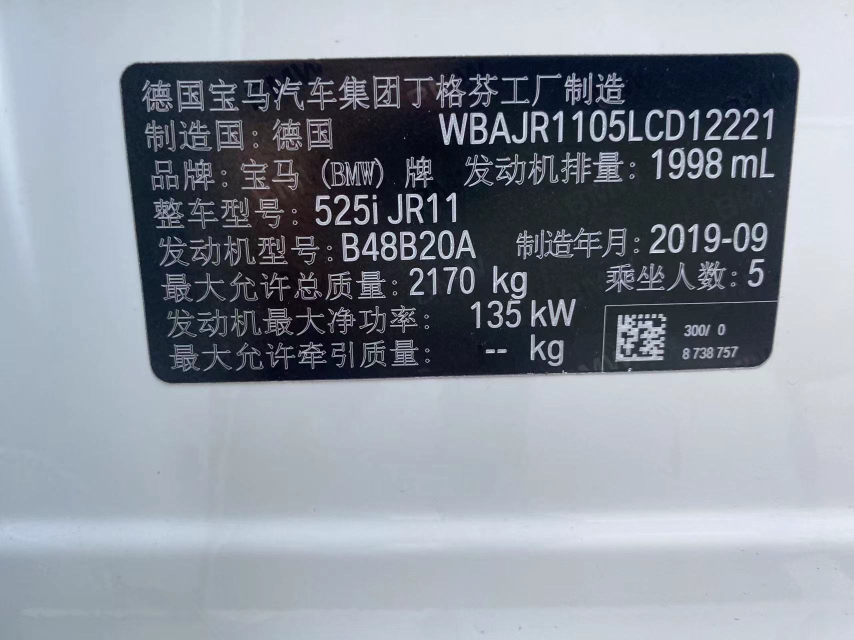 德国宝马汽车集团丁格芬工厂制造
制造国: 德国 WBAJR1105LCD12221
品牌: 宝马 (BMW) 牌 发动机排量: 1998 mL
整车型号: 525i JR11
发动机型号: B48B20A 制造年月: 2019-09
最大允许总质量: 2170 kg 乘坐人数: 5
发动机最大净功率: 135 kW
最大允许牵引质量: -- kg
300/ 0
8 738 757